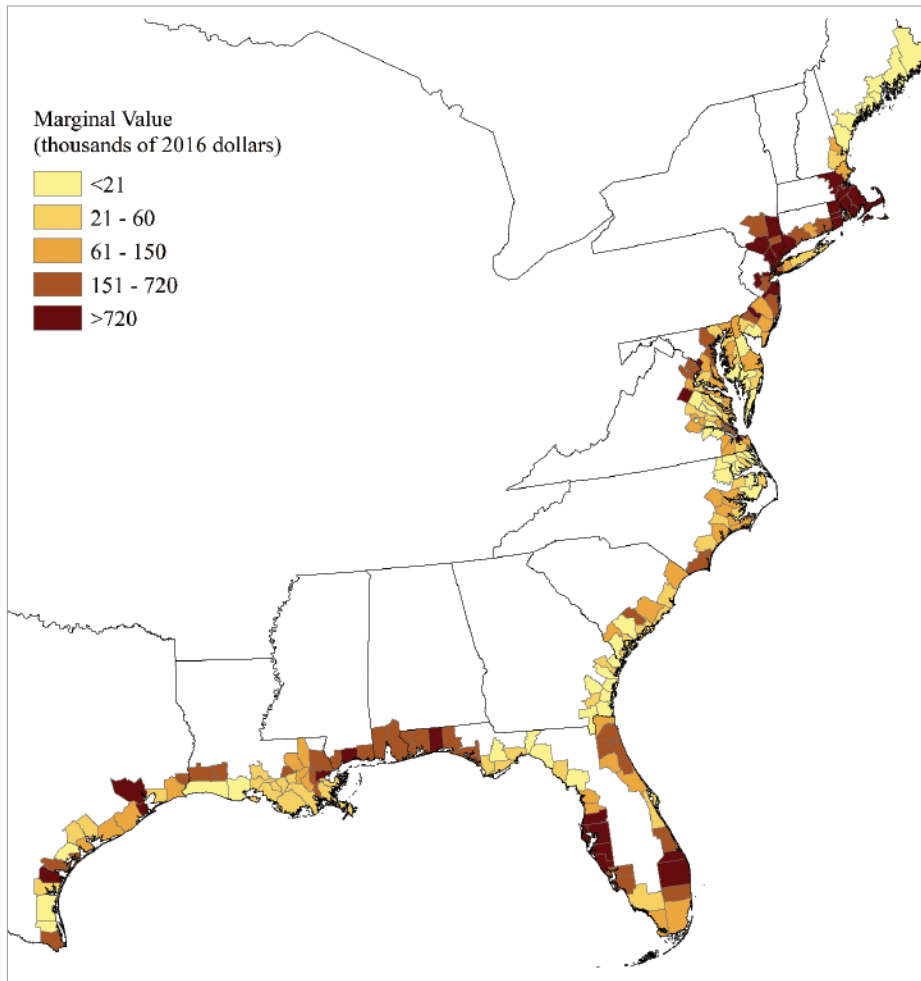 Marginal Value
(thousands of 2016 dollars)
<21
21 - 60
61 - 150
151 - 720
>720